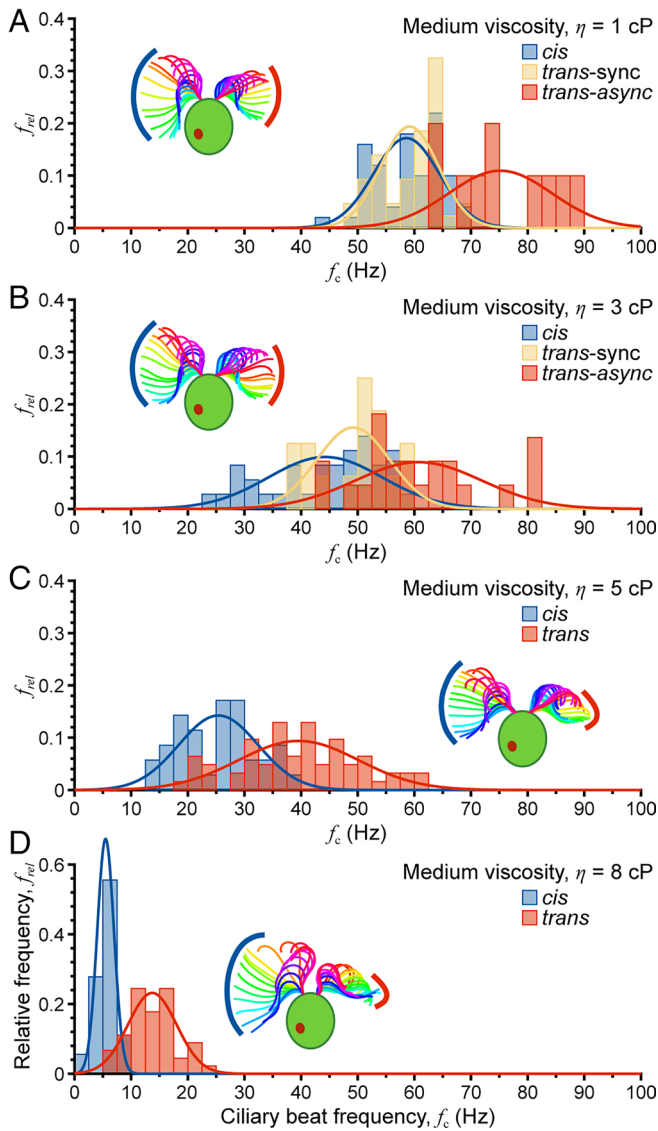 A
Medium viscosity, η = 1 cP
cis
trans-sync
trans-async
f_rel
0.4
0.3
0.2
0.1
0
0 10 20 30 40 50 60 70 80 90 100
f_c (Hz)
B
Medium viscosity, η = 3 cP
cis
trans-sync
trans-async
f_rel
0.4
0.3
0.2
0.1
0
0 10 20 30 40 50 60 70 80 90 100
f_c (Hz)
C
Medium viscosity, η = 5 cP
cis
trans
f_rel
0.4
0.3
0.2
0.1
0
0 10 20 30 40 50 60 70 80 90 100
f_c (Hz)
D
Medium viscosity, η = 8 cP
cis
trans
Relative frequency, f_rel
0.6
0.4
0.2
0
0 10 20 30 40 50 60 70 80 90 100
Ciliary beat frequency, f_c (Hz)